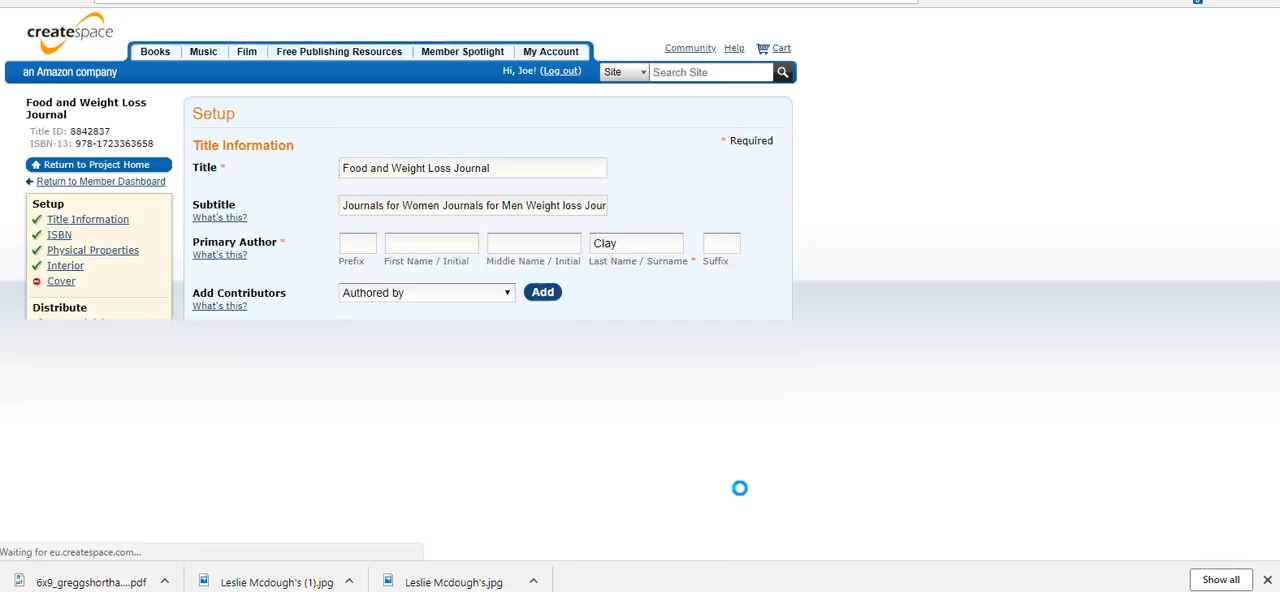 createspace
Books Music Film Free Publishing Resources Member Spotlight My Account
Community Help Cart
an Amazon company
Hi, Joe! (Log out)
Site Search Site
Food and Weight Loss
Journal
Title ID: 8842837
ISBN-13: 978-1723363658
Return to Project Home
Return to Member Dashboard
Setup
Title Information
ISBN
Physical Properties
Interior
Cover
Distribute
Setup
Title Information
* Required
Title * Food and Weight Loss Journal
Subtitle Journals for Women Journals for Men Weight loss Jour
What's this?
Primary Author * Clay
What's this?
Prefix First Name / Initial Middle Name / Initial Last Name / Surname * Suffix
Add Contributors Authored by Add
What's this?
Waiting for eu.createspace.com...
6x9_greggshortha....pdf Leslie Mcdough's (1).jpg Leslie Mcdough's.jpg Show all